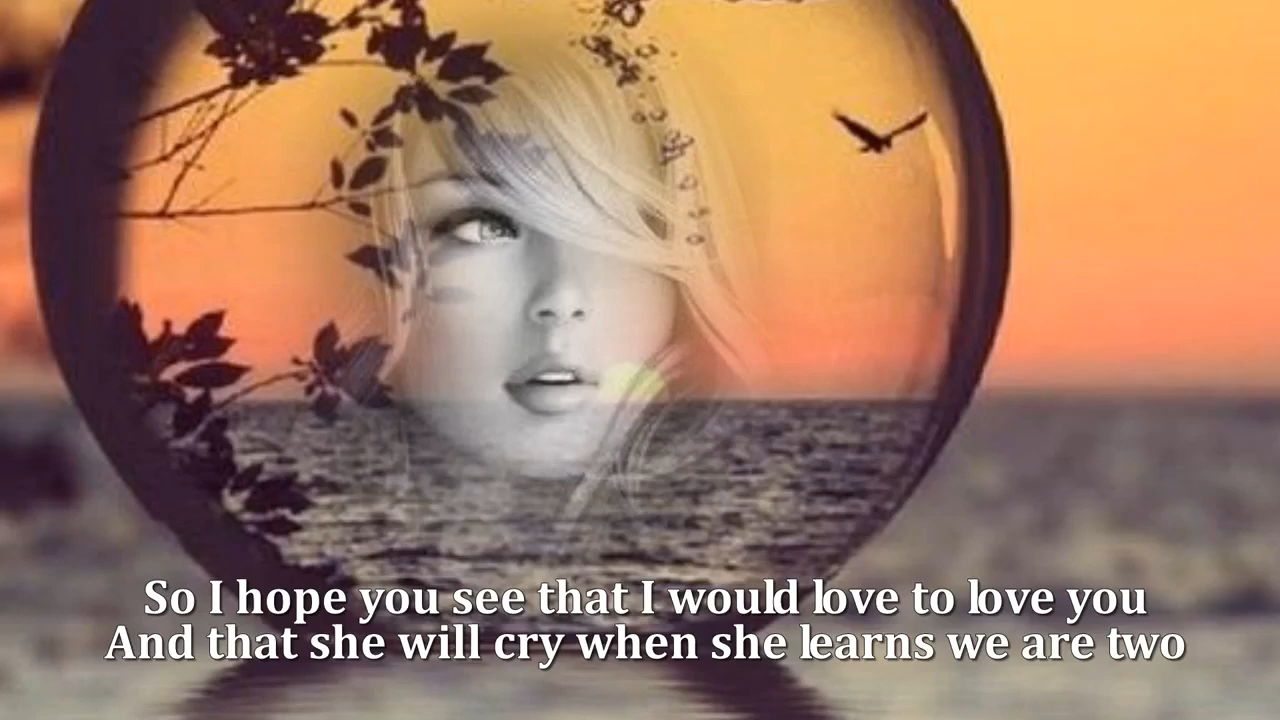 So I hope you see that I would love to love you
And that she will cry when she learns we are two